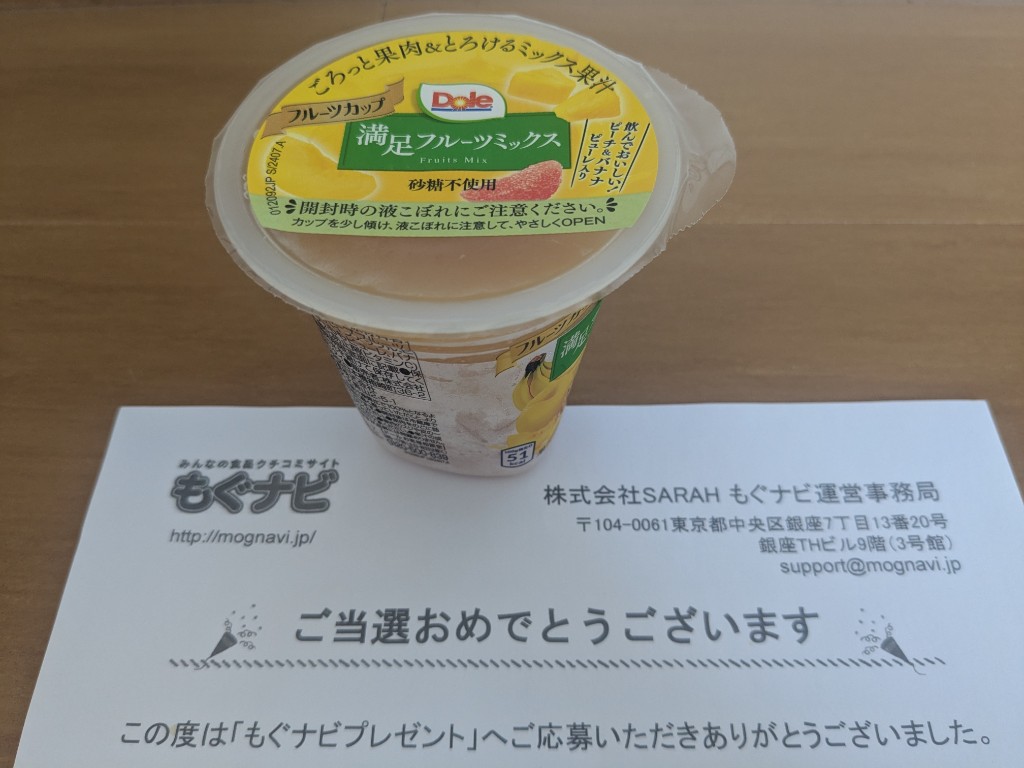 ごろっと果肉&とろけるミックス果汁
フルーツカップ
Dole
満足フルーツミックス
Fruits Mix
飲んでおいしい!
ピーチ&バナナ
ピューレ入り
砂糖不使用
012092JP S/2407.A
開封時の液こぼれにご注意ください。
カップを少し傾け、液こぼれに注意して、やさしくOPEN
フルーツカ
満足
51
みんなの食品クチコミサイト
もぐナビ
http://mognavi.jp/
株式会社SARAH もぐナビ運営事務局
〒104-0061東京都中央区銀座7丁目13番20号
銀座THビル9階(3号館)
support@mognavi.jp
ご当選おめでとうございます
この度は「もぐナビプレゼント」へご応募いただきありがとうございました。